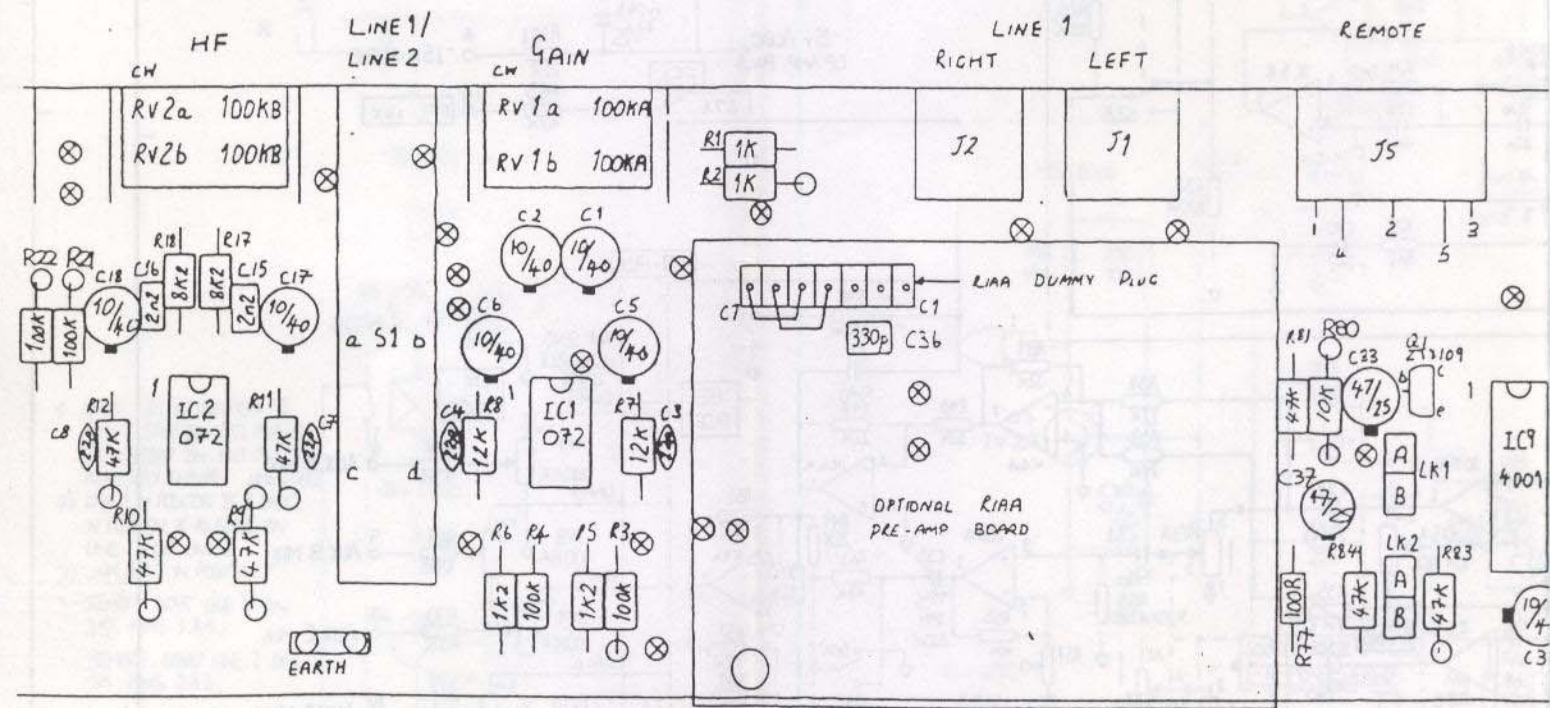 HF
LINE 1/
LINE 2
GAIN
LINE 1
RIGHT
LEFT
REMOTE
CW
CW
RV2a 100KB
RV2b 100KB
RV1a 100KA
RV1b 100KA
R1
1K
R2
1K
J2
J1
J5
1
4
2
5
3
R22
R21
C18
C16
R18
R17
C15
C17
100K
100K
10/40
2n2
8K2
8K2
2n2
10/40
C2
C1
10/40
10/40
C6
C5
10/40
10/40
a S1 b
c d
RIAA DUMMY PLUG
C1
330p C36
R12
1
IC2
072
R11
C7
C8
47K
47K
R10
R9
47K
47K
C4
R8
1
IC1
072
R7
C3
12K
12K
R6
R4
R3
1K2
100K
1K2
100K
EARTH
OPTIONAL RIAA
PRE-AMP BOARD
R81
R80
C33
47K
10K
47/25
b
c
e
1
IC9
4001
C37
47/25
A
B
LK1
R84
LK2
R83
100R
R77
47K
A
B
47K
10/4
C3